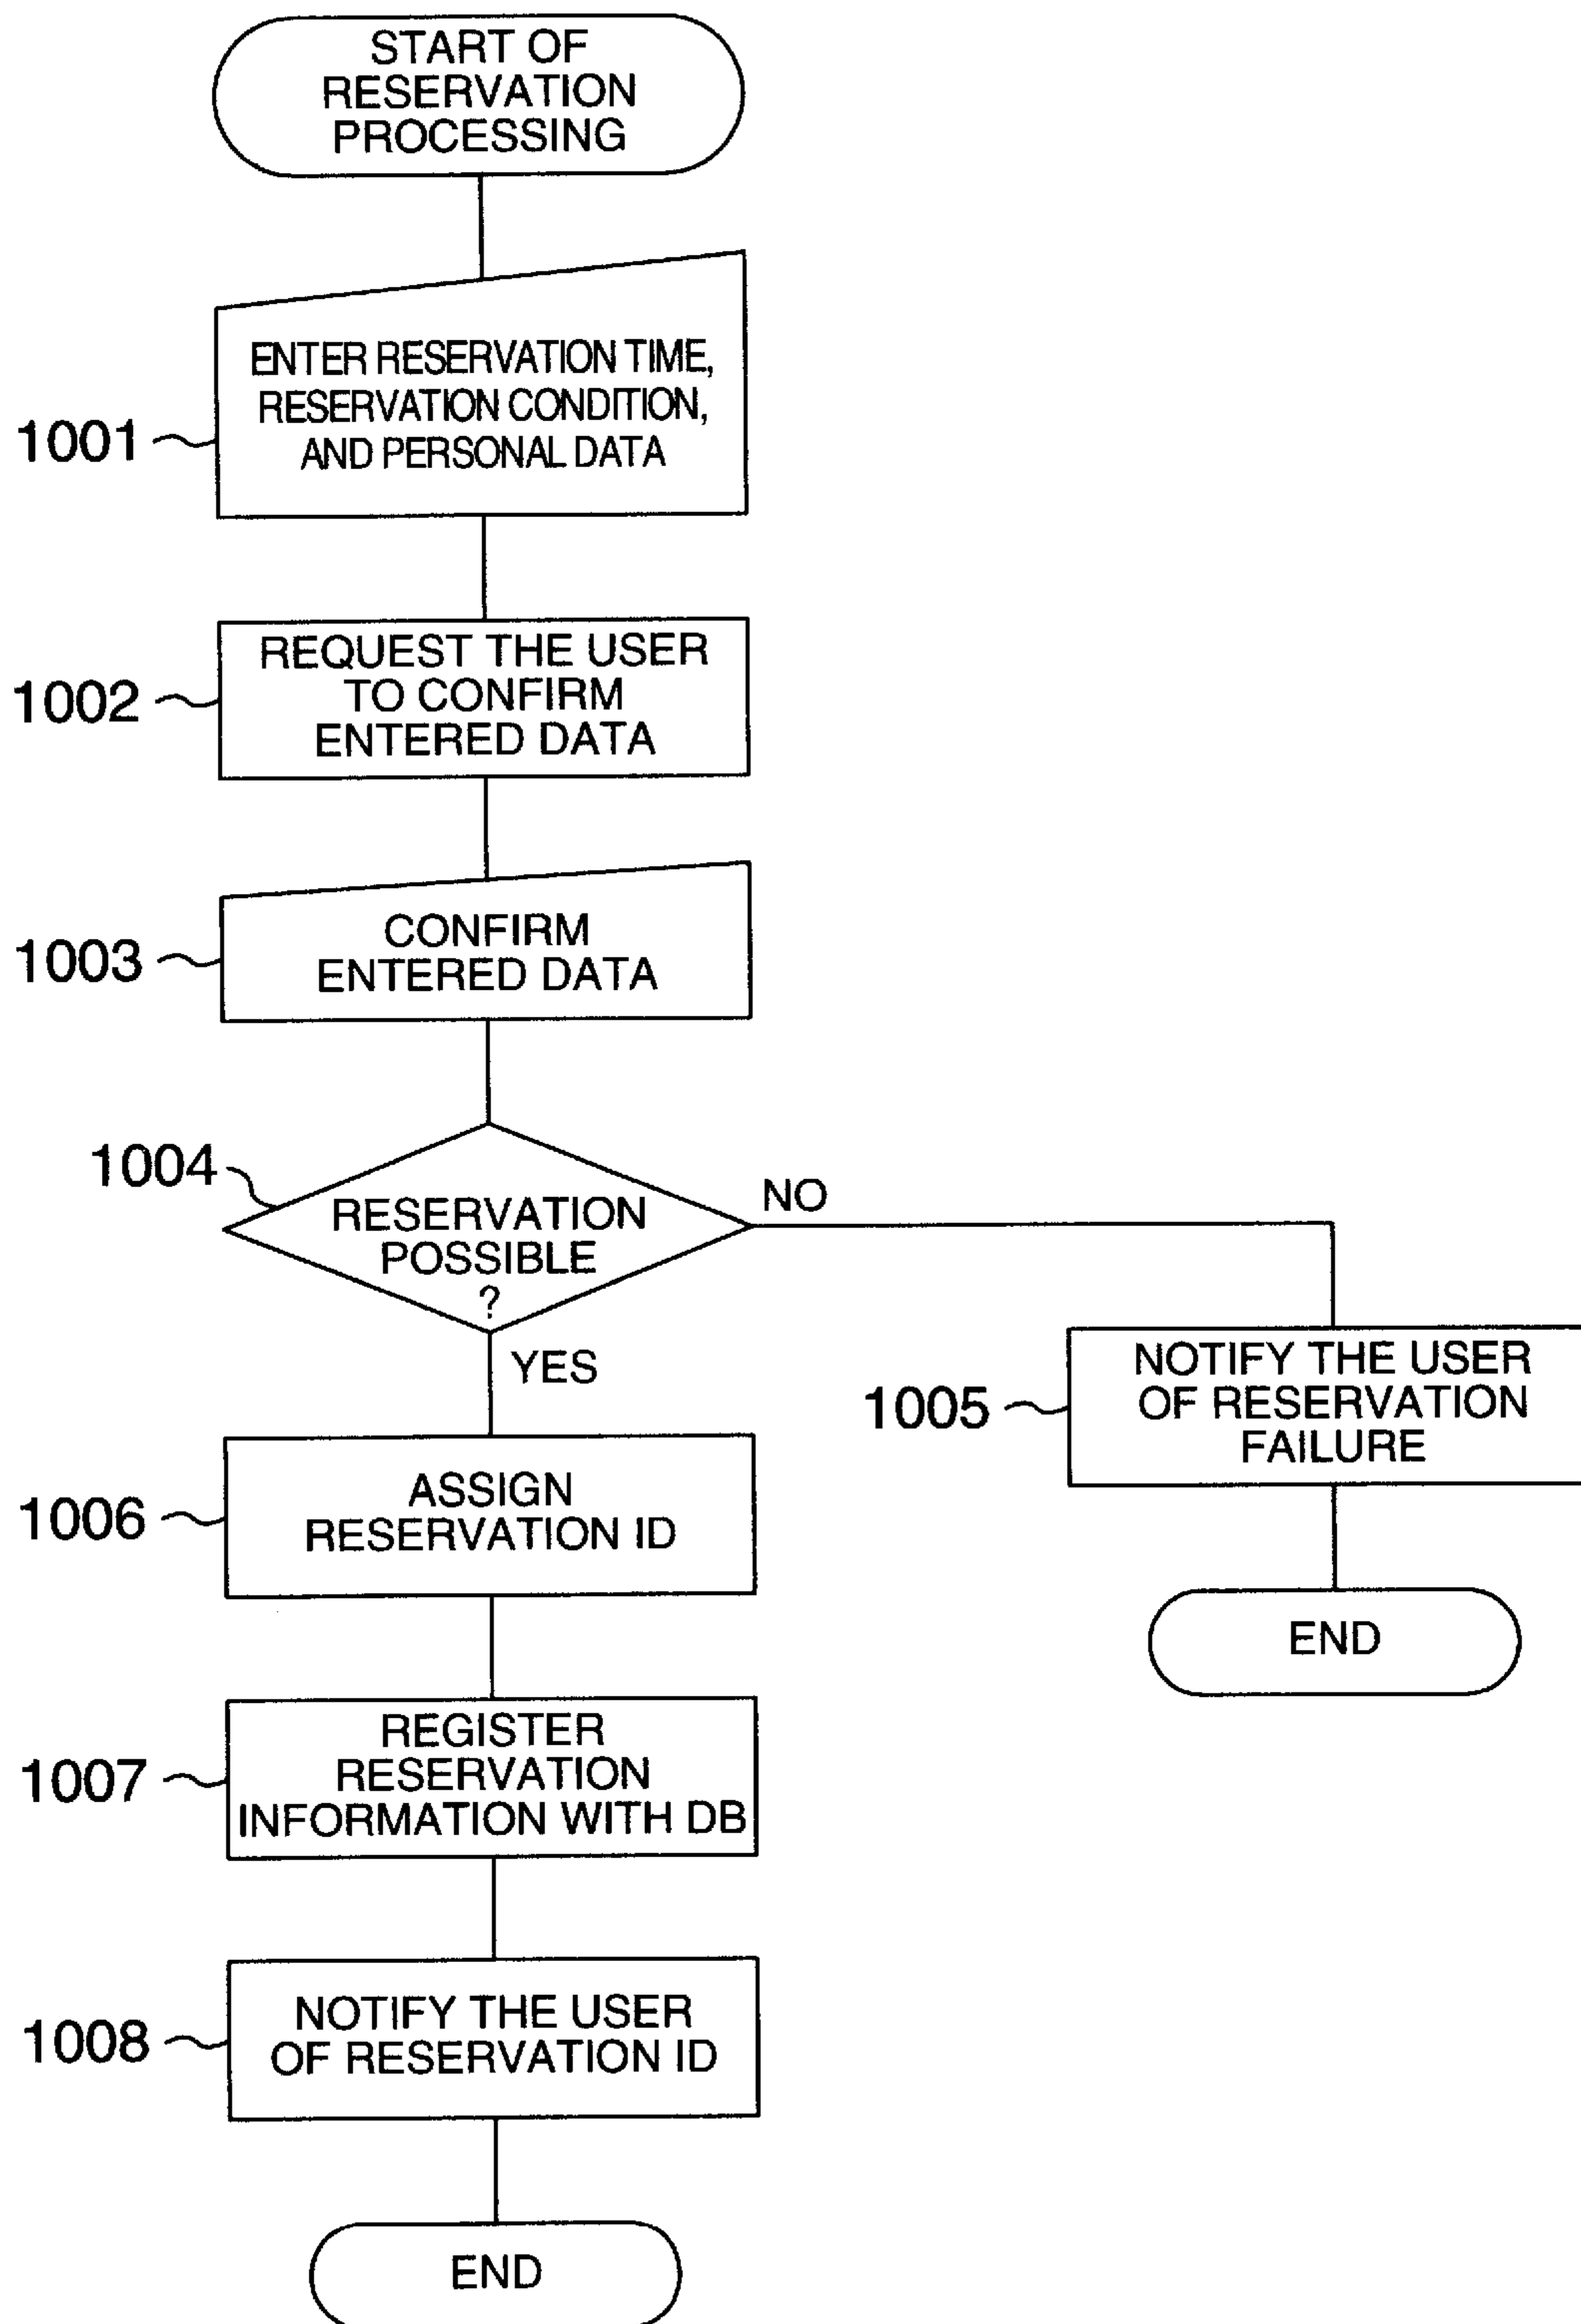 START OF
RESERVATION
PROCESSING
ENTER RESERVATION TIME,
RESERVATION CONDITION,
AND PERSONAL DATA
1001
REQUEST THE USER
TO CONFIRM
ENTERED DATA
1002
CONFIRM
ENTERED DATA
1003
1004
RESERVATION
POSSIBLE
?
NO
YES
NOTIFY THE USER
OF RESERVATION
FAILURE
1005
END
ASSIGN
RESERVATION ID
1006
REGISTER
RESERVATION
INFORMATION WITH DB
1007
NOTIFY THE USER
OF RESERVATION ID
1008
END